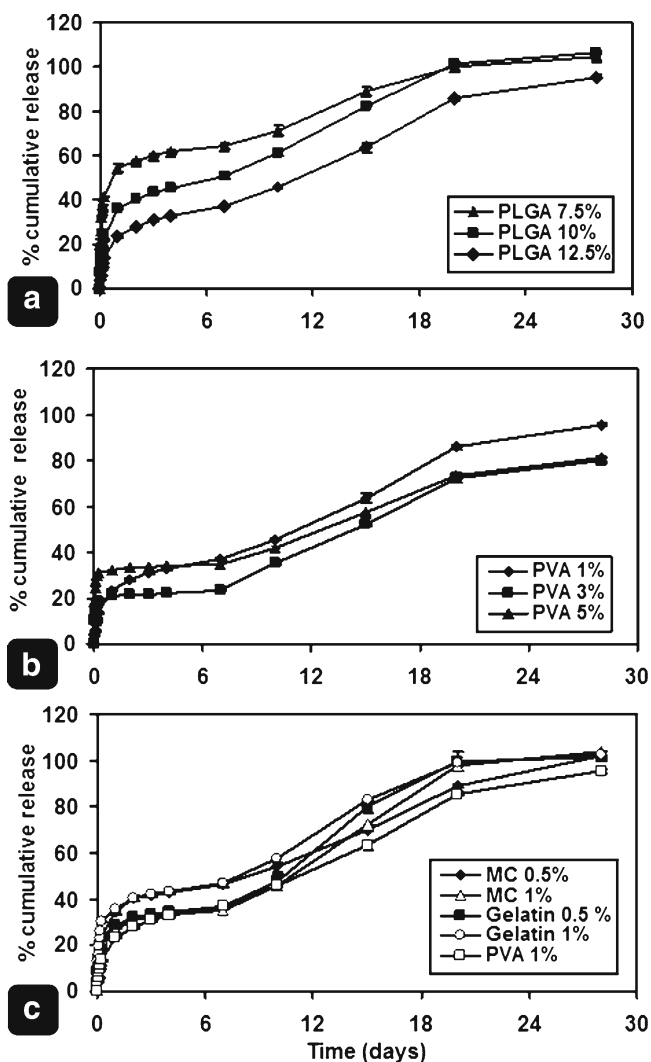 120
100
80
60
40
20
0
% cumulative release
PLGA 7.5%
PLGA 10%
PLGA 12.5%
0 6 12 18 24 30
a
120
100
80
60
40
20
0
% cumulative release
PVA 1%
PVA 3%
PVA 5%
0 6 12 18 24 30
b
120
100
80
60
40
20
0
% cumulative release
MC 0.5%
MC 1%
Gelatin 0.5 %
Gelatin 1%
PVA 1%
0 6 12 18 24 30
c
Time (days)